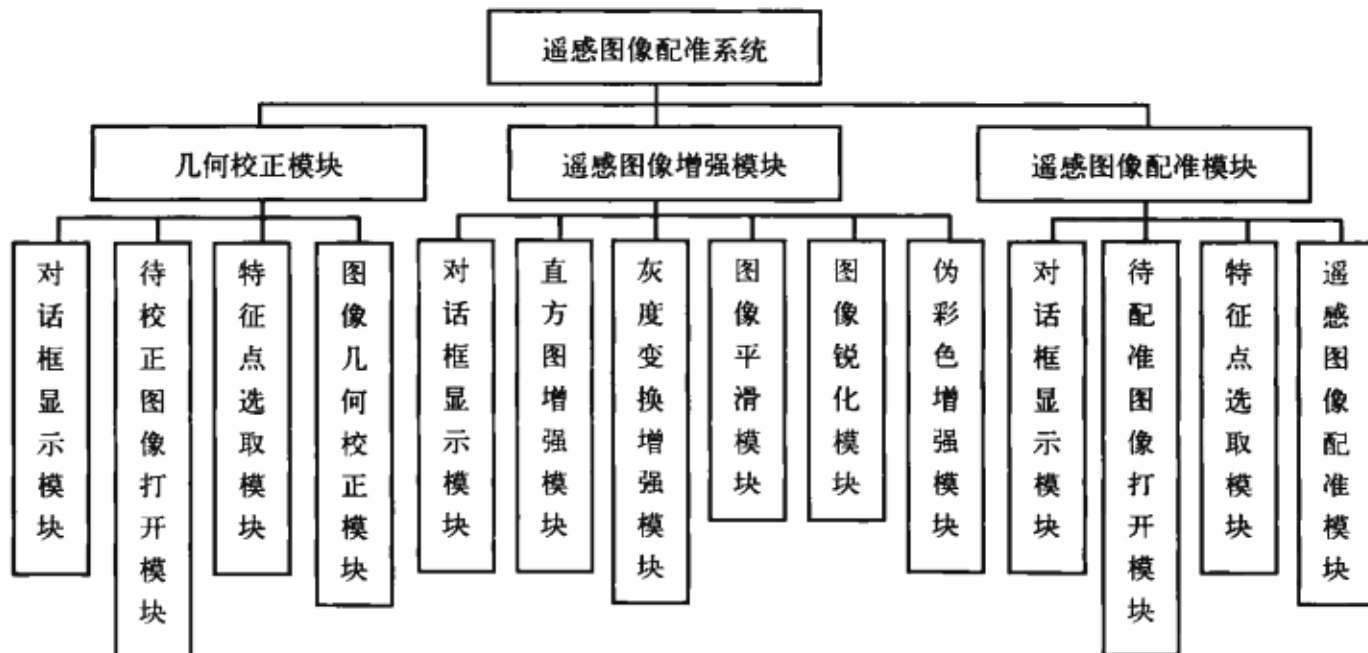 遥感图像配准系统
几何校正模块
遥感图像增强模块
遥感图像配准模块
对话框显示模块
待校正图像打开模块
特征点选取模块
图像几何校正模块
对话框显示模块
直方图增强模块
灰度变换增强模块
图像平滑模块
图像锐化模块
伪彩色增强模块
对话框显示模块
待配准图像打开模块
特征点选取模块
遥感图像配准模块